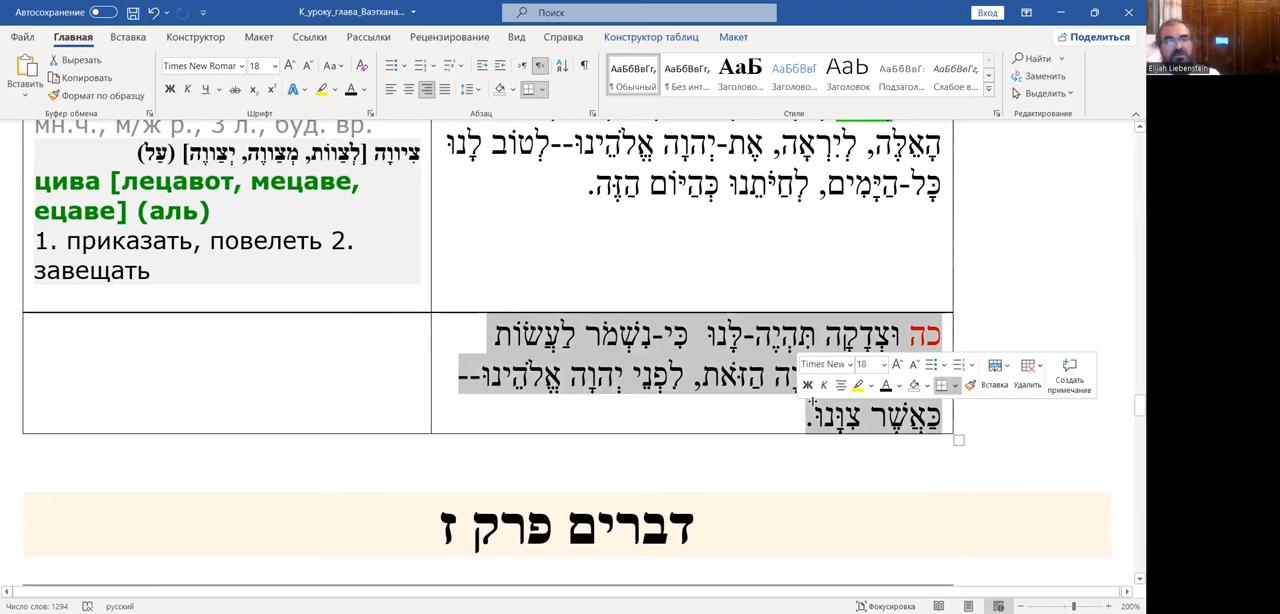 Автосохранение
К_уроку_глава_Ваэтхана...
Поиск
Вход
Файл Главная Вставка Конструктор Макет Ссылки Рассылки Рецензирование Вид Справка Конструктор таблиц Макет
Поделиться
Вставить
Вырезать
Копировать
Формат по образцу
Буфер обмена
Times New Roman 18
Шрифт
Абзац
АаБбВвГг, АаБбВвГг, АаБ АаБбВвГ АаБ АаБбВвГ АаБбВвГг,
¶ Обычный ¶ Без инт... Заголово... Заголово... Заголовок Подзагол... Слабое в...
Стили
Найти
Заменить
Выделить
Редактирование
Elijah Liebenstein
мн.ч., м/ж р., 3 л., буд. вр.
צִיוּוָה [לְצַוּוֹת, מְצַוּוֶה, יְצַוּוֶה] (עַל)
цива [лецавот, мецаве,
ецаве] (аль)
1. приказать, повелеть 2.
завещать
הָאֵלֶּה, לְיִרְאָה, אֶת-יְהוָה אֱלֹהֵינוּ--לְטוֹב לָנוּ
כָּל-הַיָּמִים, לְחַיֹּתֵנוּ כְּהַיּוֹם הַזֶּה.
כה וּצְדָקָה תִּהְיֶה-לָּנוּ כִּי-נִשְׁמֹר לַעֲשׂוֹת
הַזֹּאת, לִפְנֵי יְהוָה אֱלֹהֵינוּ--
כַּאֲשֶׁר צִוָּנוּ.
Times New 18
Вставка Удалить Создать
примечание
דברים פרק ז
Число слов: 1294 русский
Фокусировка
200%